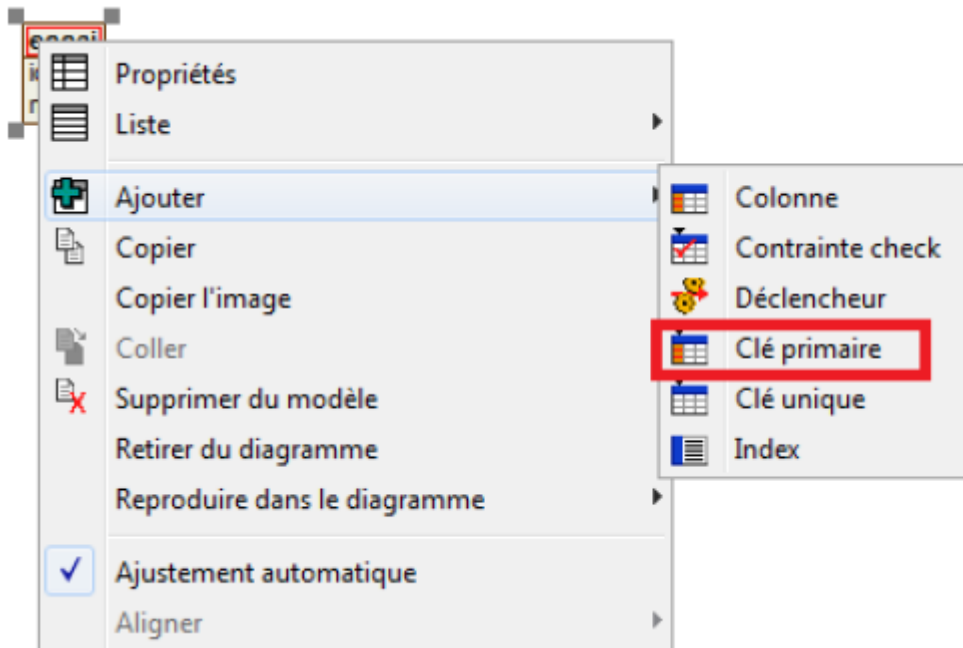 Propriétés
Liste
Ajouter
Copier
Copier l'image
Coller
Supprimer du modèle
Retirer du diagramme
Reproduire dans le diagramme
Ajustement automatique
Aligner
Colonne
Contrainte check
Déclencheur
Clé primaire
Clé unique
Index